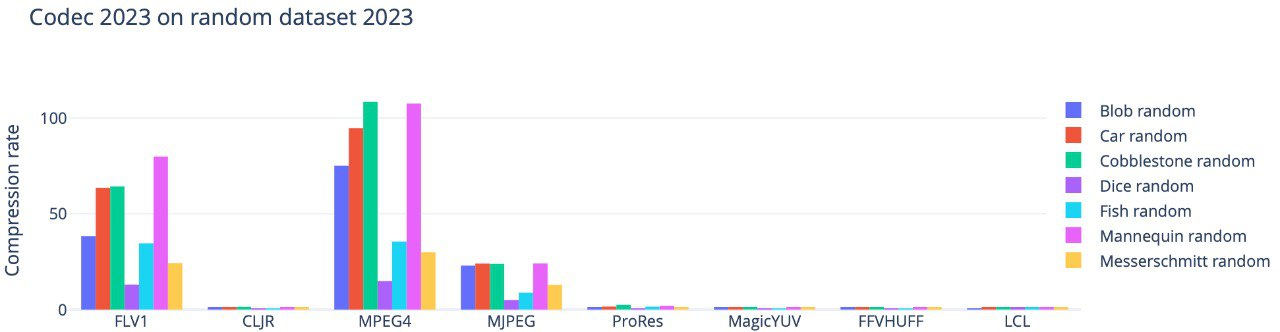 Codec 2023 on random dataset 2023
Compression rate
100
50
0
FLV1 CLJR MPEG4 MJPEG ProRes MagicYUV FFVHUFF LCL
Blob random
Car random
Cobblestone random
Dice random
Fish random
Mannequin random
Messerschmitt random